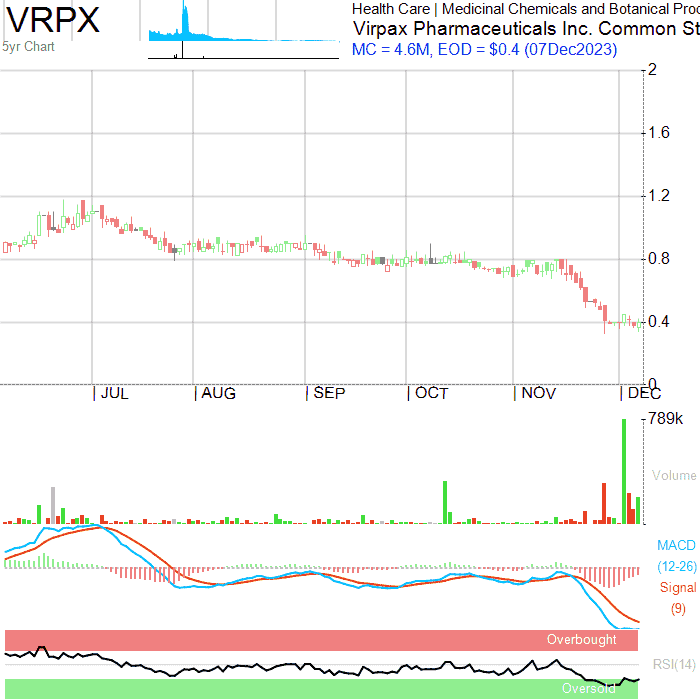 VRPX
5yr Chart
Health Care | Medicinal Chemicals and Botanical Pro
Virpax Pharmaceuticals Inc. Common St
MC = 4.6M, EOD = $0.4 (07Dec2023)
2
1.6
1.2
0.8
0.4
0
JUL AUG SEP OCT NOV DEC
789k
Volume
MACD
(12-26)
Signal
(9)
Overbought
RSI(14)
Oversold